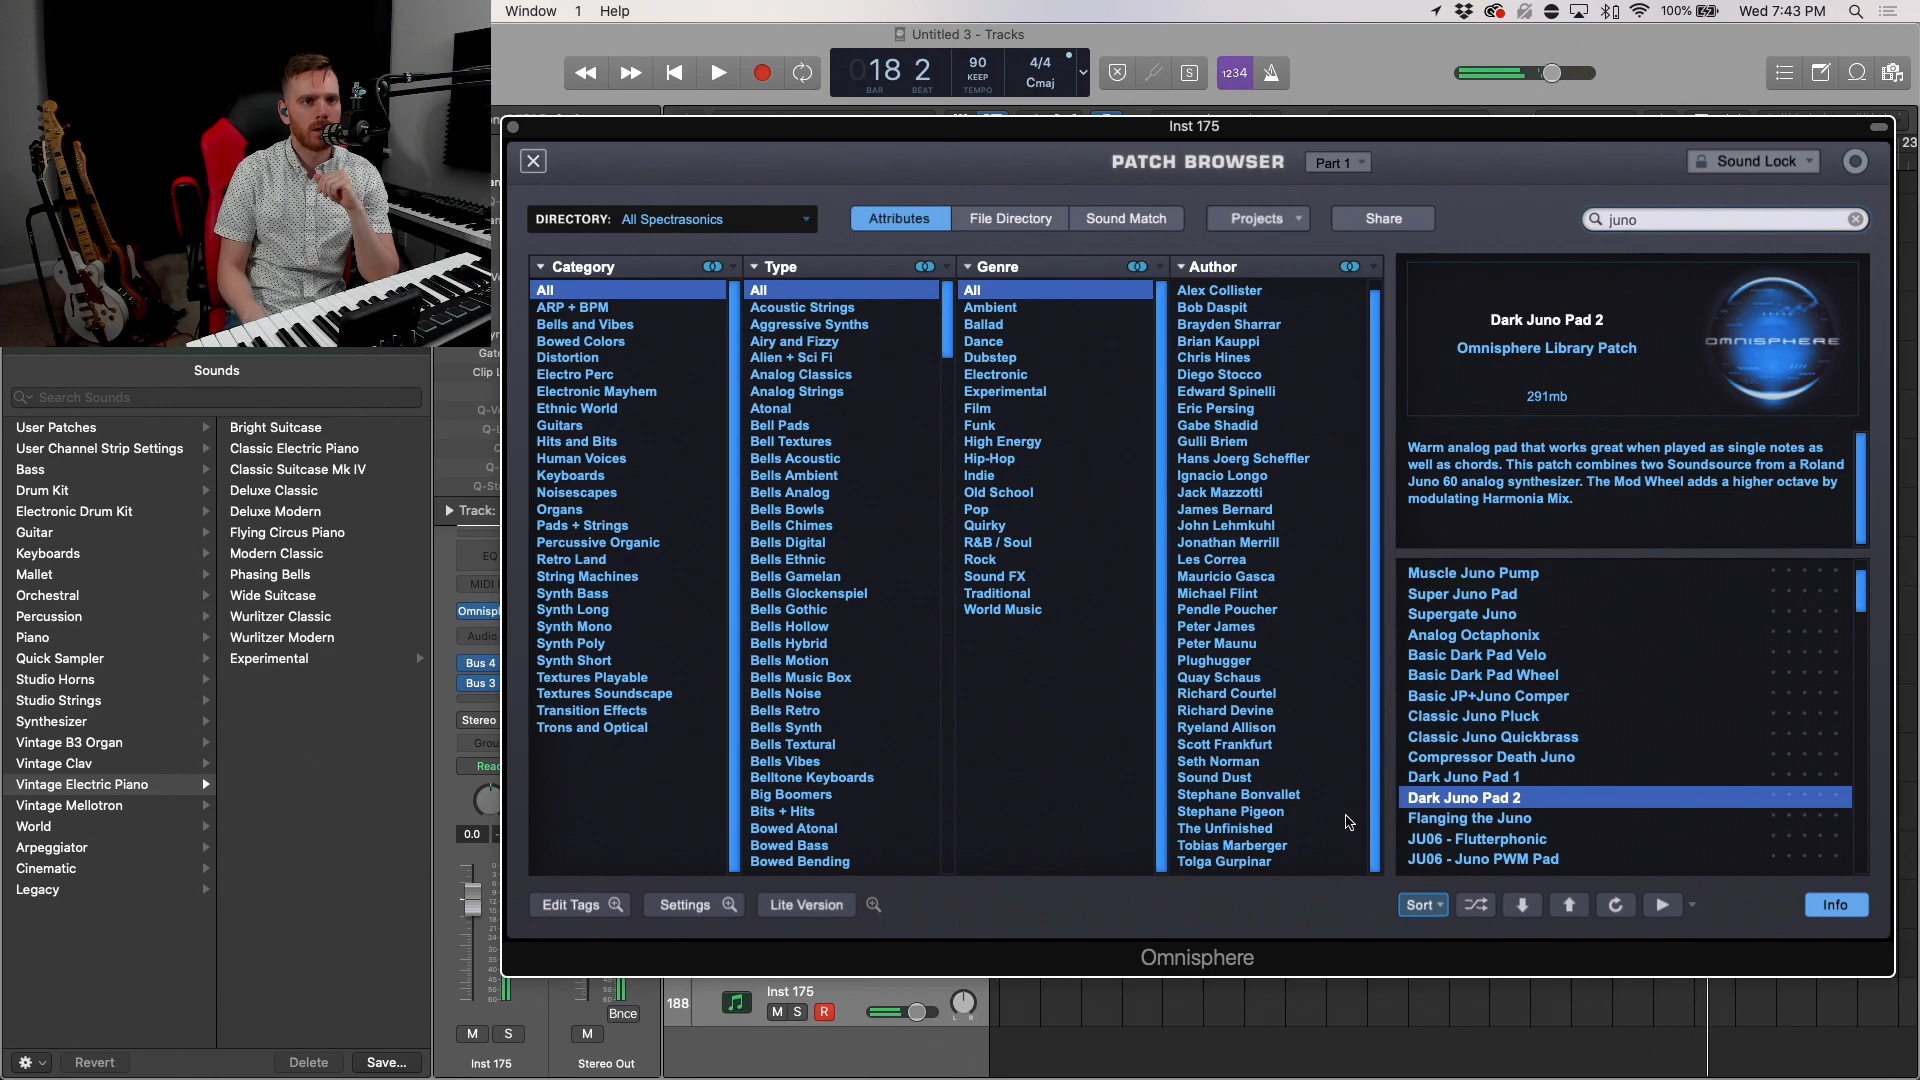 Window 1 Help
100% Wed 7:43 PM
Untitled 3 - Tracks
018 2
BAR BEAT
90
KEEP
TEMPO
4/4
Cmaj
S
1234
23
Inst 175
PATCH BROWSER
Part 1
Sound Lock
DIRECTORY: All Spectrasonics
Attributes
File Directory
Sound Match
Projects
Share
juno
Category
All
ARP + BPM
Bells and Vibes
Bowed Colors
Distortion
Electro Perc
Electronic Mayhem
Ethnic World
Guitars
Hits and Bits
Human Voices
Keyboards
Noisescapes
Organs
Pads + Strings
Percussive Organic
Retro Land
String Machines
Synth Bass
Synth Long
Synth Mono
Synth Poly
Synth Short
Textures Playable
Textures Soundscape
Transition Effects
Trons and Optical
Type
All
Acoustic Strings
Aggressive Synths
Airy and Fizzy
Alien + Sci Fi
Analog Classics
Analog Strings
Atonal
Bell Pads
Bell Textures
Bells Acoustic
Bells Ambient
Bells Analog
Bells Bowls
Bells Chimes
Bells Digital
Bells Ethnic
Bells Gamelan
Bells Glockenspiel
Bells Gothic
Bells Hollow
Bells Hybrid
Bells Motion
Bells Music Box
Bells Noise
Bells Retro
Bells Synth
Bells Textural
Bells Vibes
Belltone Keyboards
Big Boomers
Bits + Hits
Bowed Atonal
Bowed Bass
Bowed Bending
Genre
All
Ambient
Ballad
Dance
Dubstep
Electronic
Experimental
Film
Funk
High Energy
Hip-Hop
Indie
Old School
Pop
Quirky
R&B / Soul
Rock
Sound FX
Traditional
World Music
Author
Alex Collister
Bob Daspit
Brayden Sharrar
Brian Kauppi
Chris Hines
Diego Stocco
Edward Spinelli
Eric Persing
Gabe Shadid
Gulli Briem
Hans Joerg Scheffler
Ignacio Longo
Jack Mazzotti
James Bernard
John Lehmkuhl
Jonathan Merrill
Les Correa
Mauricio Gasca
Michael Flint
Pendle Poucher
Peter James
Peter Maunu
Plughugger
Quay Schaus
Richard Courtel
Richard Devine
Ryeland Allison
Scott Frankfurt
Seth Norman
Sound Dust
Stephane Bonvallet
Stephane Pigeon
The Unfinished
Tobias Marberger
Tolga Gurpinar
Dark Juno Pad 2
Omnisphere Library Patch
291mb
OMNISPHERE
Warm analog pad that works great when played as single notes as
well as chords. This patch combines two Soundsource from a Roland
Juno 60 analog synthesizer. The Mod Wheel adds a higher octave by
modulating Harmonia Mix.
Muscle Juno Pump
Super Juno Pad
Supergate Juno
Analog Octaphonix
Basic Dark Pad Velo
Basic Dark Pad Wheel
Basic JP+Juno Comper
Classic Juno Pluck
Classic Juno Quickbrass
Compressor Death Juno
Dark Juno Pad 1
Dark Juno Pad 2
Flanging the Juno
JU06 - Flutterphonic
JU06 - Juno PWM Pad
Edit Tags
Settings
Lite Version
Sort
Info
Omnisphere
Sounds
Search Sounds
User Patches
User Channel Strip Settings
Bass
Drum Kit
Electronic Drum Kit
Guitar
Keyboards
Mallet
Orchestral
Percussion
Piano
Quick Sampler
Studio Horns
Studio Strings
Synthesizer
Vintage B3 Organ
Vintage Clav
Vintage Electric Piano
Vintage Mellotron
World
Arpeggiator
Cinematic
Legacy
Bright Suitcase
Classic Electric Piano
Classic Suitcase Mk IV
Deluxe Classic
Deluxe Modern
Flying Circus Piano
Modern Classic
Phasing Bells
Wide Suitcase
Wurlitzer Classic
Wurlitzer Modern
Experimental
Revert
Delete
Save...
Track:
EQ
MIDI
Omnisp
Audio
Bus 4
Bus 3
Stereo
Grou
Read
0.0
Bnce
M S
M
Inst 175
Stereo Out
188
Inst 175
M S R
L R